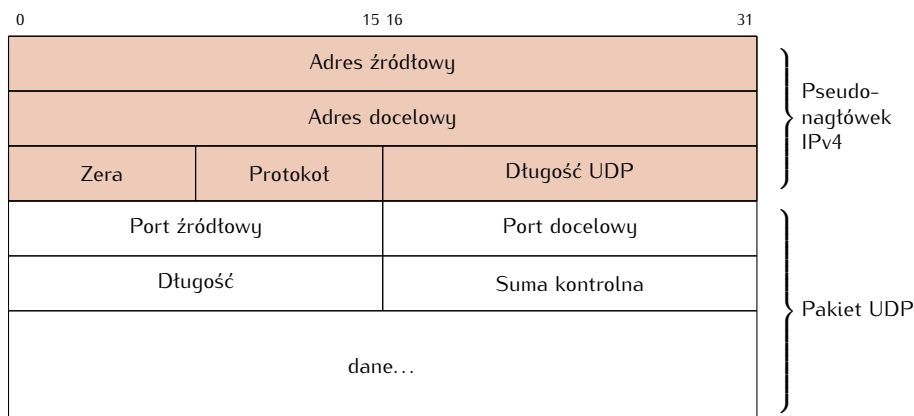 0 15 16 31
Adres źródłowy
Adres docelowy
Zera Protokoł Długość UDP
Pseudo-
nagłówek
IPv4
Port źródłowy Port docelowy
Długość Suma kontrolna
Pakiet UDP
dane...